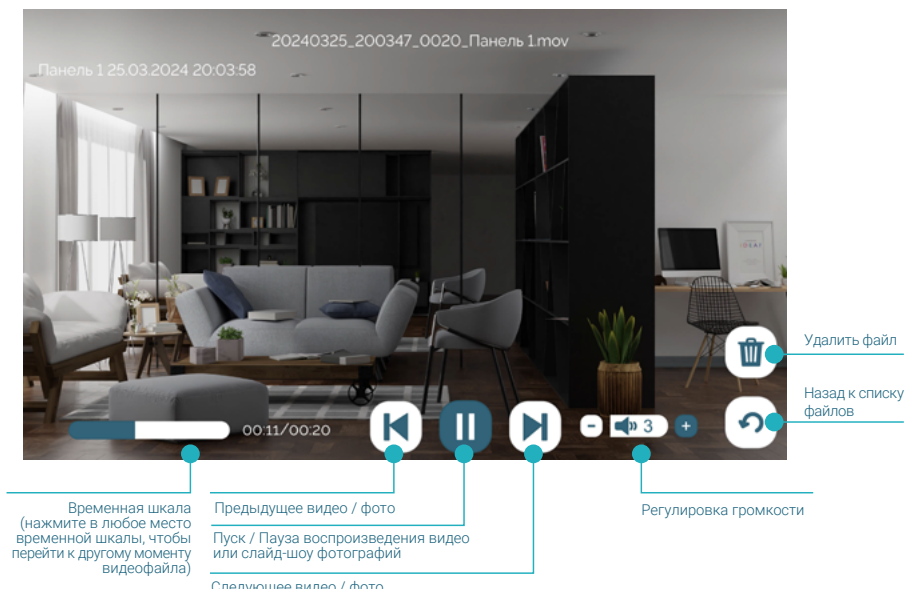 20240325_200347_0020_Панель 1.mov
Панель 1 25.03.2024 20:03:58
Удалить файл
Назад к списку
файлов
00:11/00:20
3
Временная шкала
(нажмите в любое место
временной шкалы, чтобы
перейти к другому моменту
видеофайла)
Предыдущее видео / фото
Пуск / Пауза воспроизведения видео
или слайд-шоу фотографий
Следующее видео / фото
Регулировка громкости